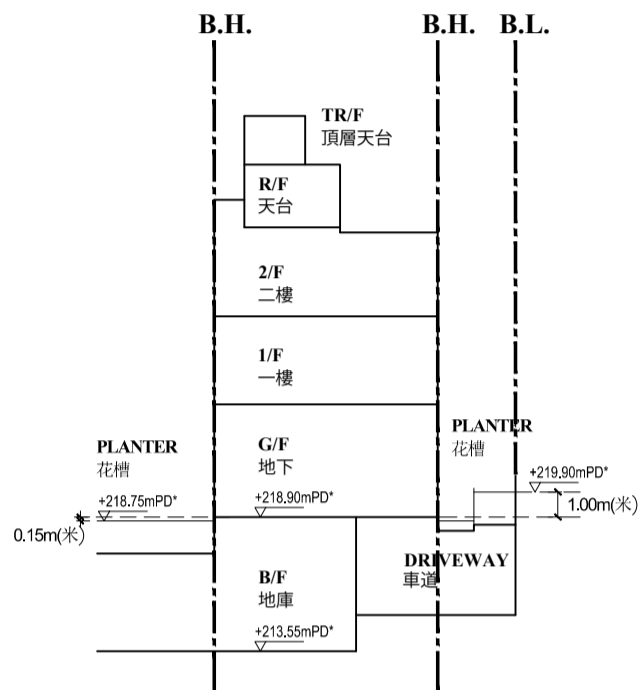 B.H.
B.H.
B.L.
TR/F
頂層天台
R/F
天台
2/F
二樓
1/F
一樓
PLANTER
花槽
G/F
地下
PLANTER
花槽
+218.75mPD*
+218.90mPD*
+219.90mPD*
0.15m(米)
1.00m(米)
B/F
地庫
DRIVEWAY
車道
+213.55mPD*